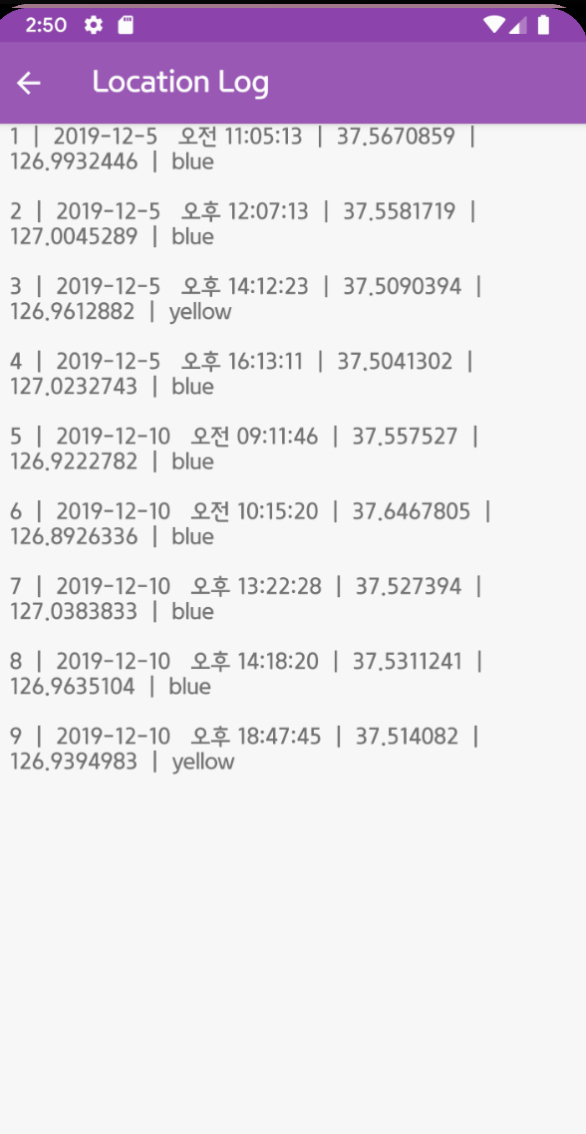 2:50
Location Log
1 | 2019-12-5 오전 11:05:13 | 37.5670859 |
126.9932446 | blue
2 | 2019-12-5 오후 12:07:13 | 37.5581719 |
127.0045289 | blue
3 | 2019-12-5 오후 14:12:23 | 37.5090394 |
126.9612882 | yellow
4 | 2019-12-5 오후 16:13:11 | 37.5041302 |
127.0232743 | blue
5 | 2019-12-10 오전 09:11:46 | 37.557527 |
126.9222782 | blue
6 | 2019-12-10 오전 10:15:20 | 37.6467805 |
126.8926336 | blue
7 | 2019-12-10 오후 13:22:28 | 37.527394 |
127.0383833 | blue
8 | 2019-12-10 오후 14:18:20 | 37.5311241 |
126.9635104 | blue
9 | 2019-12-10 오후 18:47:45 | 37.514082 |
126.9394983 | yellow